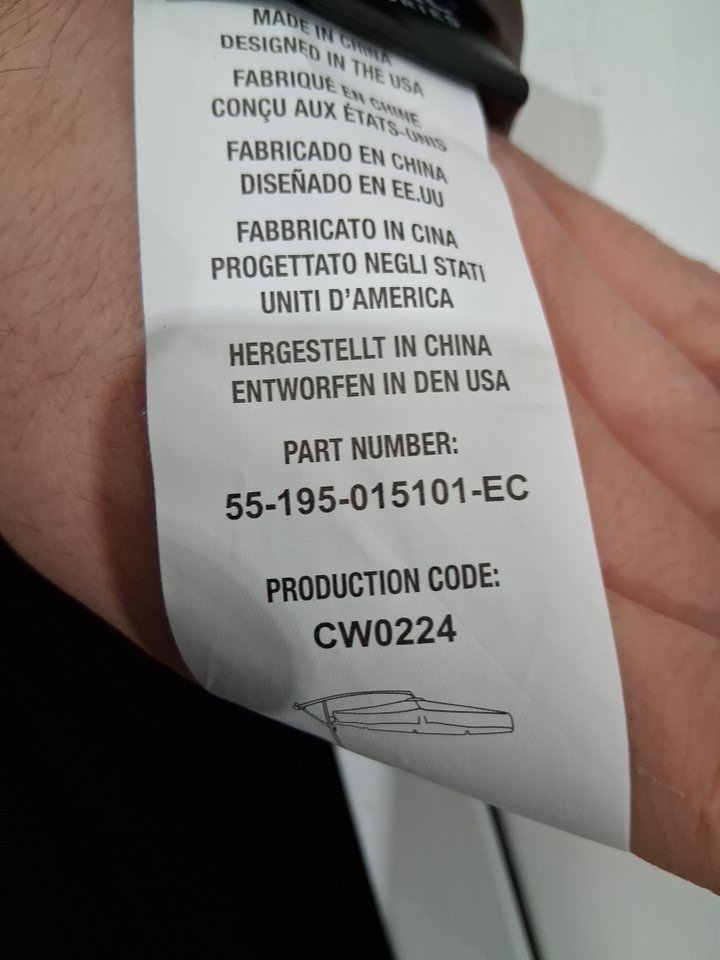 MADE IN CHINA
DESIGNED IN THE USA
FABRIQUÉ EN CHINE
CONÇU AUX ÉTATS-UNIS
FABRICADO EN CHINA
DISEÑADO EN EE.UU
FABBRICATO IN CINA
PROGETTATO NEGLI STATI
UNITI D'AMERICA
HERGESTELLT IN CHINA
ENTWORFEN IN DEN USA
PART NUMBER:
55-195-015101-EC
PRODUCTION CODE:
CW0224